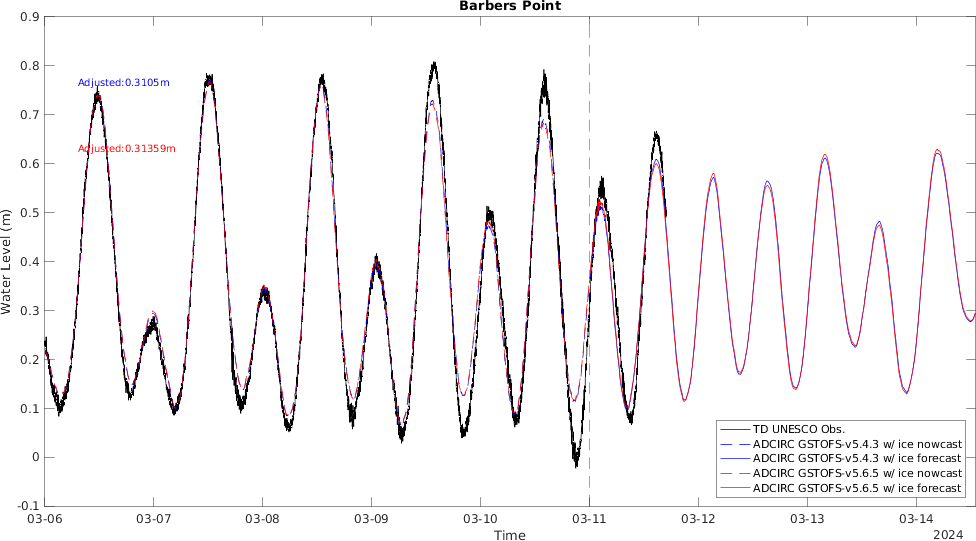 Barbers Point
0.9
0.8
0.7
0.6
0.5
0.4
0.3
0.2
0.1
0
-0.1
Water Level (m)
Adjusted:0.3105m
Adjusted:0.31359m
TD UNESCO Obs.
ADCIRC GSTOFS-v5.4.3 w/ ice nowcast
ADCIRC GSTOFS-v5.4.3 w/ ice forecast
ADCIRC GSTOFS-v5.6.5 w/ ice nowcast
ADCIRC GSTOFS-v5.6.5 w/ ice forecast
03-06 03-07 03-08 03-09 03-10 03-11 03-12 03-13 03-14
Time
2024